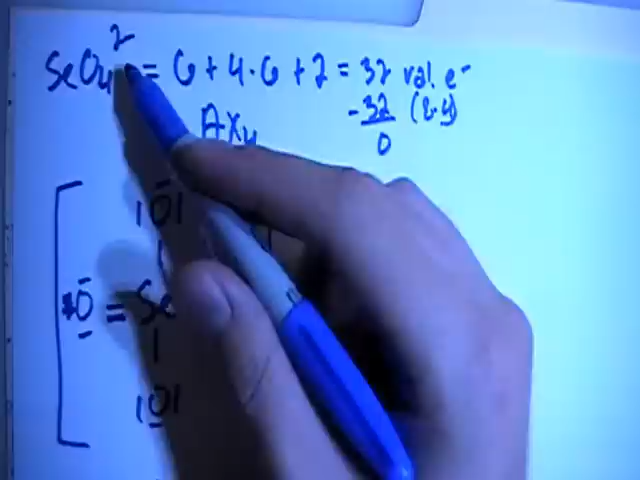 SeO4 2 = 6 + 4·6 + 2 = 32 val. e-
-32 (8·4)
AX4
0
|O|
O = Se
|O|